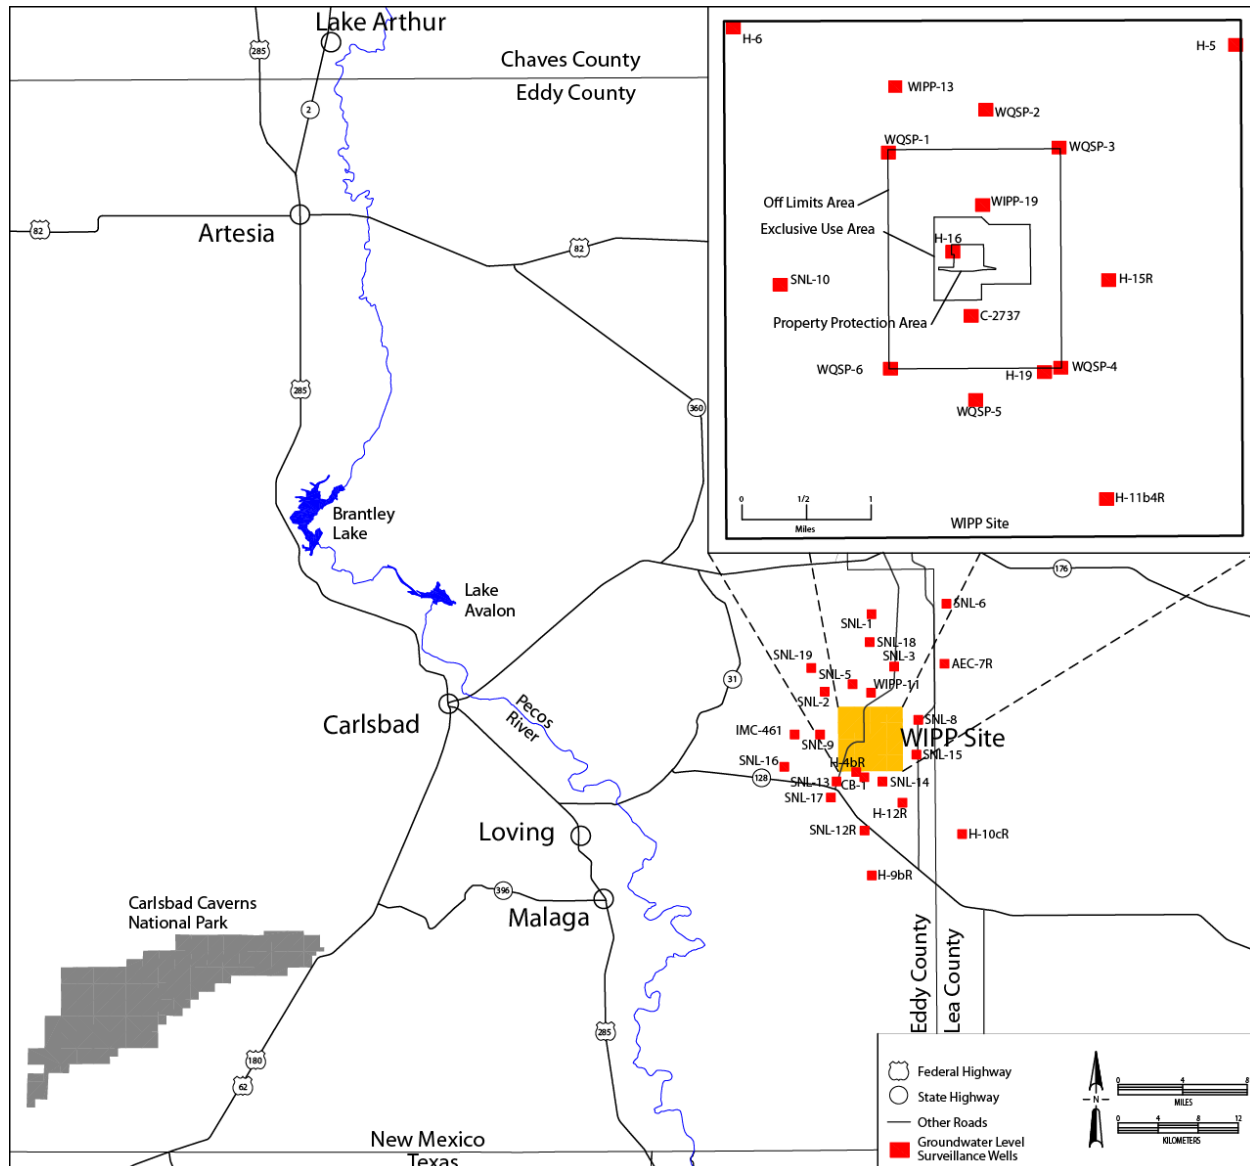 Lake Arthur
285
Chaves County
Eddy County
2
Artesia
82
82
285
360
Brantley
Lake
Lake
Avalon
Carlsbad
Pecos
River
31
Loving
396
Malaga
Carlsbad Caverns
National Park
285
180
62
New Mexico
Texas
H-6
H-5
WIPP-13
WQSP-2
WQSP-1
WQSP-3
Off Limits Area
WIPP-19
Exclusive Use Area
H-16
SNL-10
H-15R
Property Protection Area
C-2737
WQSP-6
H-19
WQSP-4
WQSP-5
H-11b4R
0 1/2 1
Miles
WIPP Site
176
SNL-6
SNL-1
SNL-18
SNL-19
SNL-3
AEC-7R
SNL-5
WIPP-11
SNL-2
SNL-8
IMC-461
SNL-9
WIPP Site
SNL-15
SNL-16
H-4bR
128
SNL-13
CB-1
SNL-14
SNL-17
H-12R
SNL-12R
H-10cR
H-9bR
Eddy County
Lea County
Federal Highway
State Highway
Other Roads
Groundwater Level
Surveillance Wells
N
0 4 8
MILES
0 4 8 12
KILOMETERS